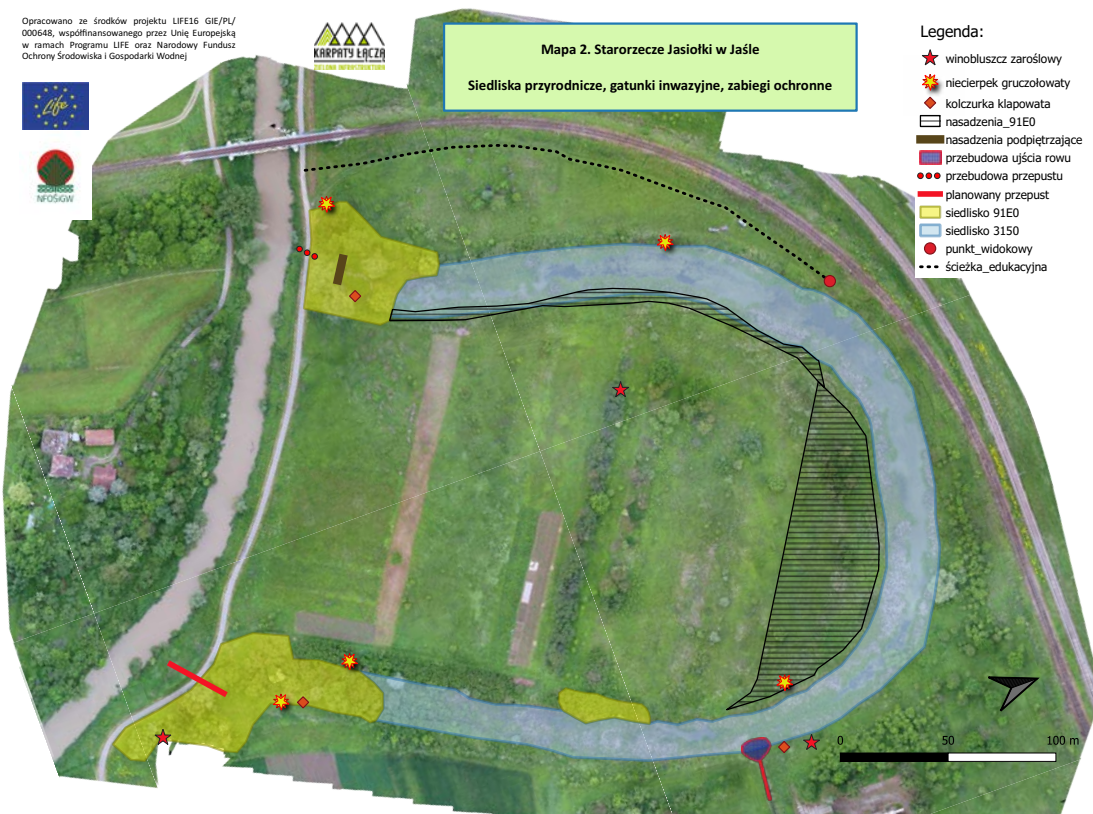 Opracowano ze środków projektu LIFE16 GIE/PL/
000648, współfinansowanego przez Unię Europejską
w ramach Programu LIFE oraz Narodowy Fundusz
Ochrony Środowiska i Gospodarki Wodnej
Life
NFOŚiGW
KARPATY ŁĄCZĄ
ZIELONA INFRASTRUKTURA
Mapa 2. Starorzecze Jasiołki w Jaśle
Siedliska przyrodnicze, gatunki inwazyjne, zabiegi ochronne
Legenda:
winobluszcz zaroślowy
niecierpek gruczołowaty
kolczurka klapowata
nasadzenia_91E0
nasadzenia podpiętrzające
przebudowa ujścia rowu
przebudowa przepustu
planowany przepust
siedlisko 91E0
siedlisko 3150
punkt_widokowy
ścieżka_edukacyjna
0 50 100 m